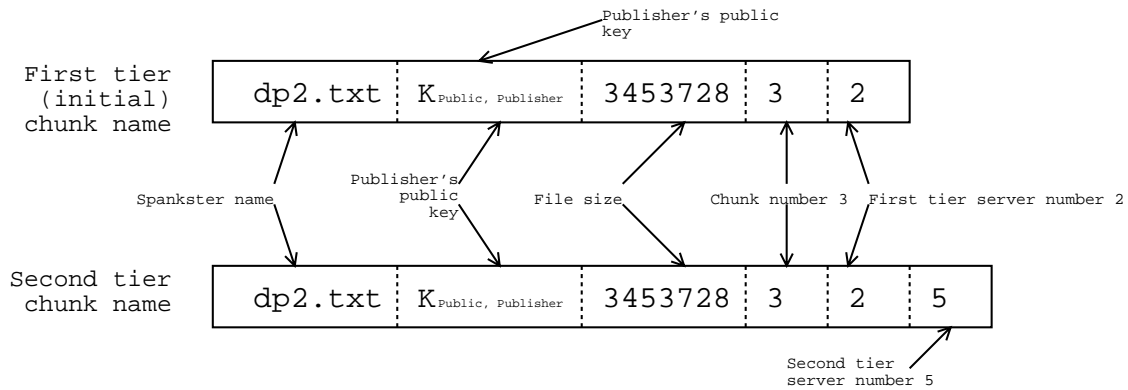 Publisher's public
key
First tier
(initial)
chunk name
dp2.txt KPublic, Publisher 3453728 3 2
Publisher's
public
key
Spankster name
File size
Chunk number 3
First tier server number 2
Second tier
chunk name
dp2.txt KPublic, Publisher 3453728 3 2 5
Second tier
server number 5